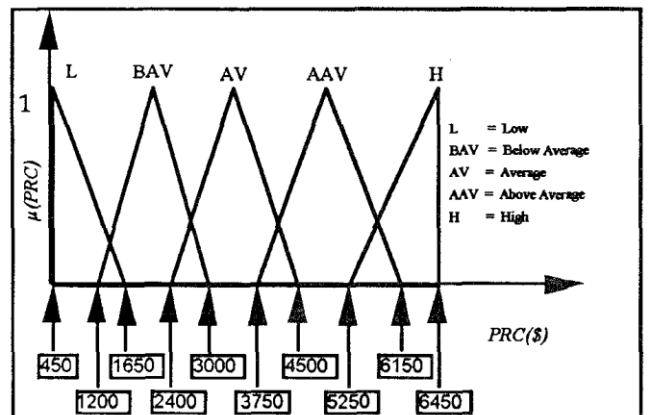 L BAV AV AAV H
1
μ(PRC)
L = Low
BAV = Below Average
AV = Average
AAV = Above Average
H = High
PRC($)
450 1650 3000 4500 6150
1200 2400 3750 5250 6450